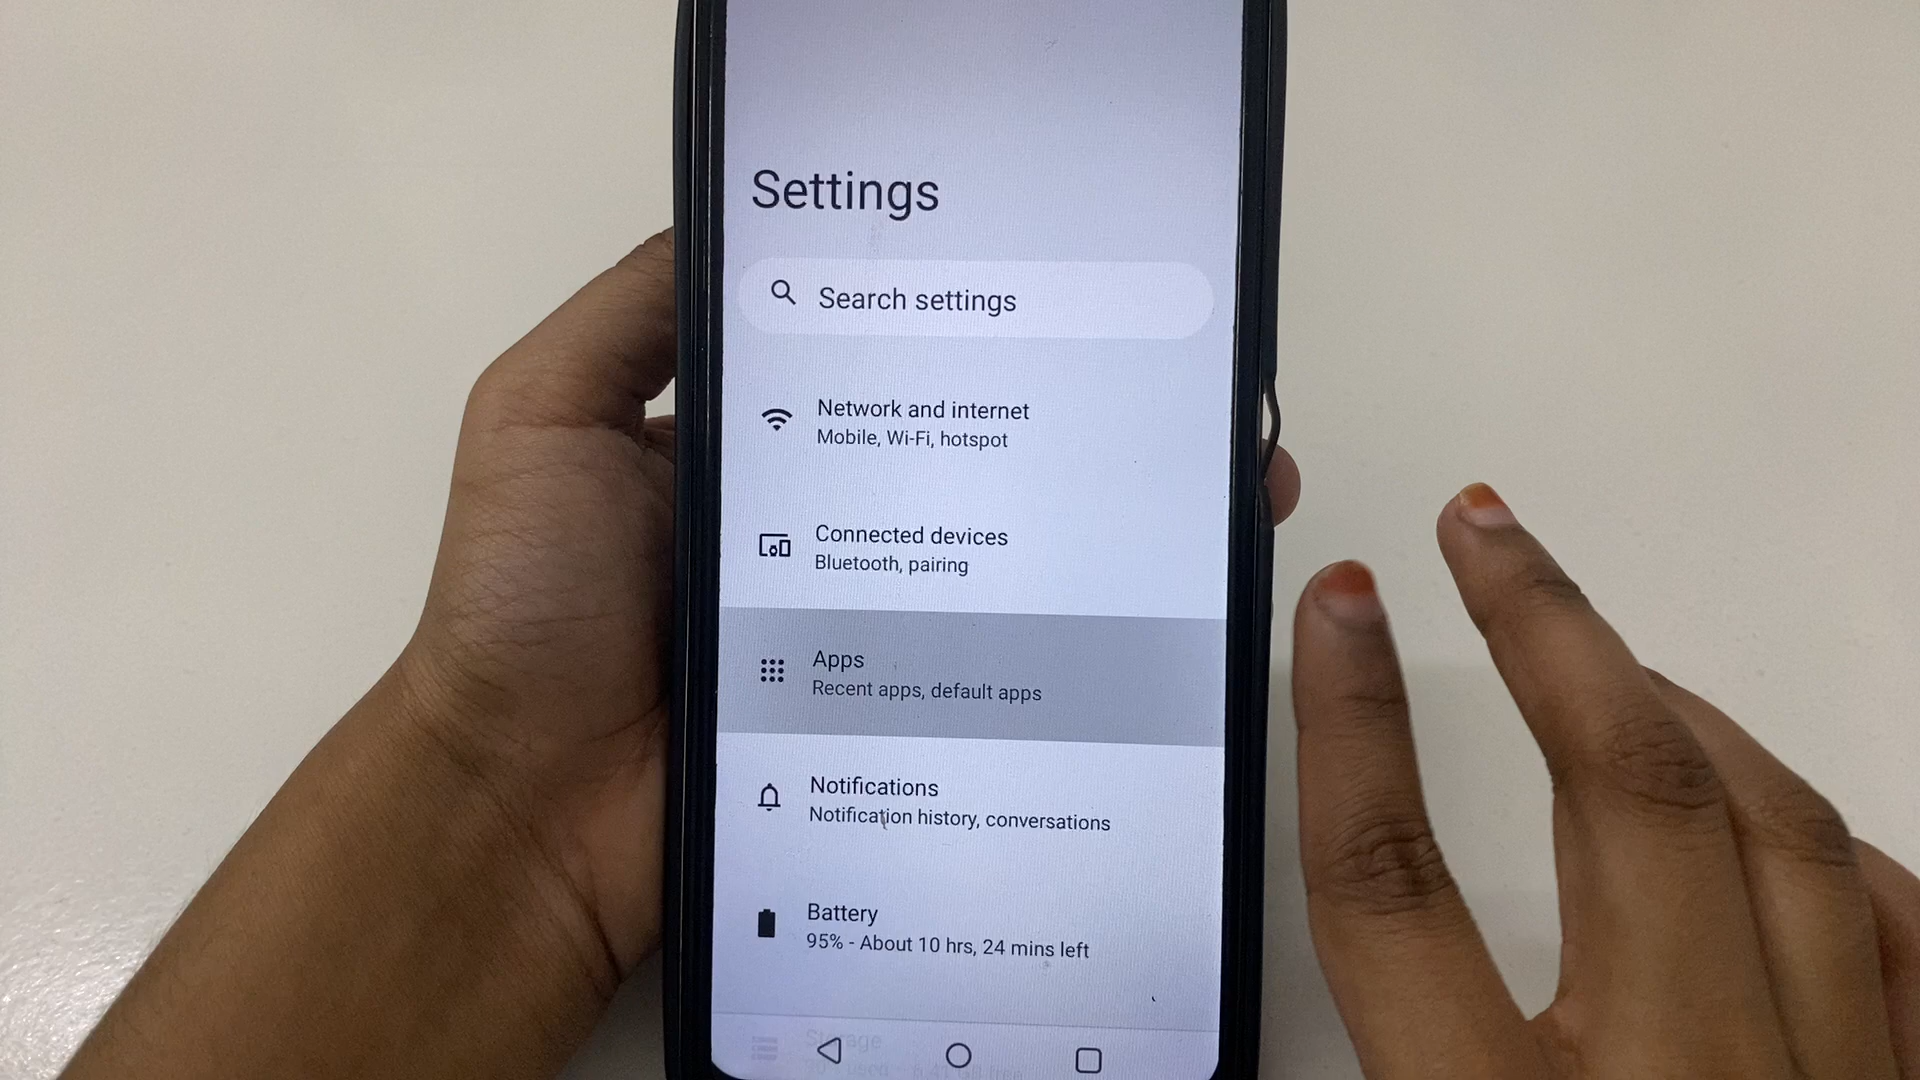 Settings
Search settings
Network and internet
Mobile, Wi-Fi, hotspot
Connected devices
Bluetooth, pairing
Apps
Recent apps, default apps
Notifications
Notification history, conversations
Battery
95% - About 10 hrs, 24 mins left
Storage